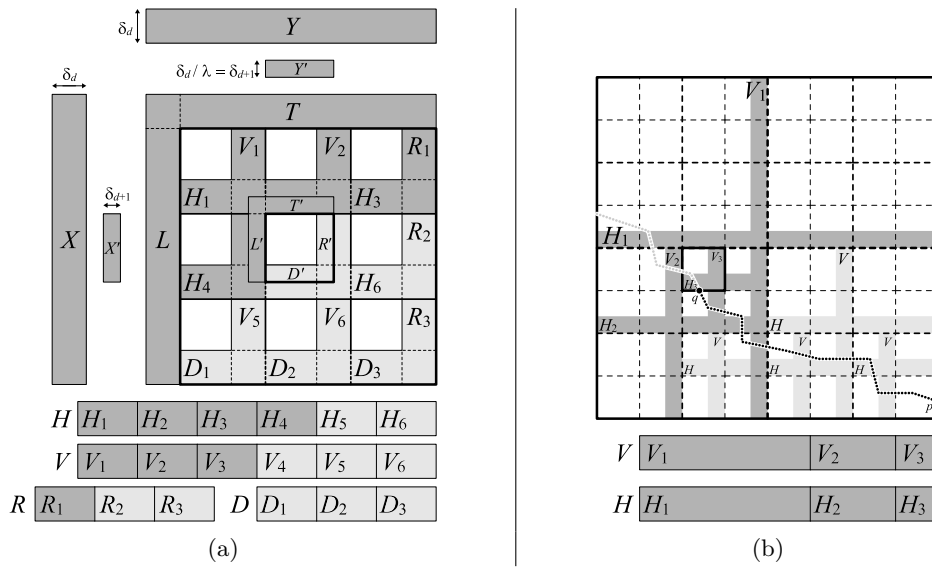 δd
Y
δd / λ = δd+1
Y'
δd
T
V1
V2
R1
H1
H3
T'
δd+1
X
X'
L
L'
R'
R2
D'
H4
H6
V5
V6
R3
D1
D2
D3
H
H1
H2
H3
H4
H5
H6
V
V1
V2
V3
V4
V5
V6
R
R1
R2
R3
D
D1
D2
D3
(a)
V1
H1
V2
V3
V
H3
q
H2
H
V
V
V
H
H
H
p
V
V1
V2
V3
H
H1
H2
H3
(b)